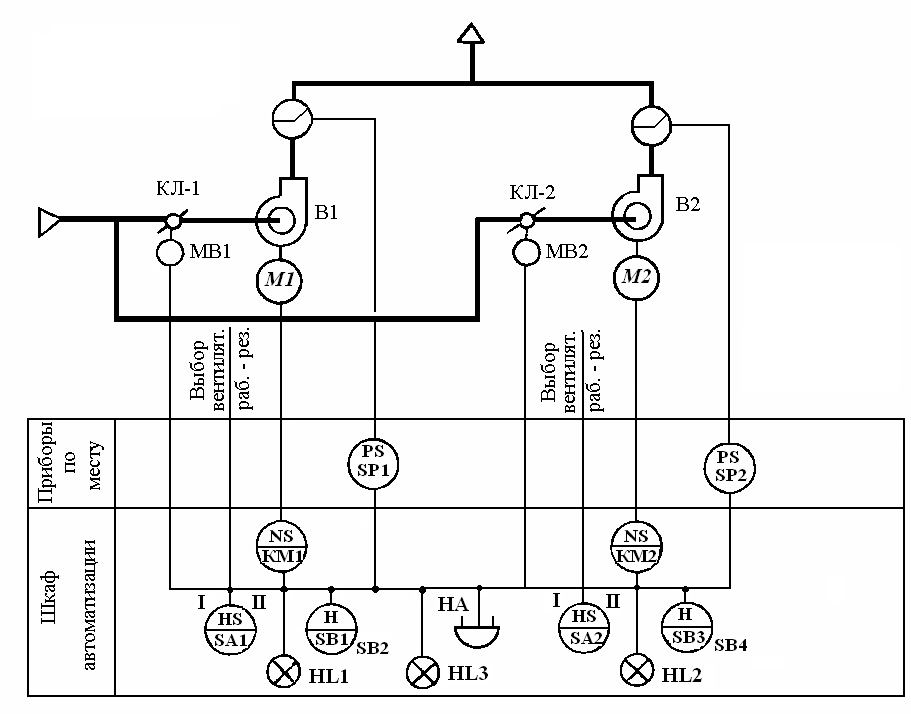 КЛ-1
В1
МВ1
М1
КЛ-2
В2
МВ2
М2
Выбор
вентилят.
раб. - рез.
Выбор
вентилят.
раб. - рез.
Приборы
по
месту
PS
SP1
PS
SP2
Шкаф
автоматизации
NS
КМ1
NS
КМ2
I
II
HS
SA1
H
SB1
SB2
HL1
HL3
HA
I
II
HS
SA2
H
SB3
SB4
HL2